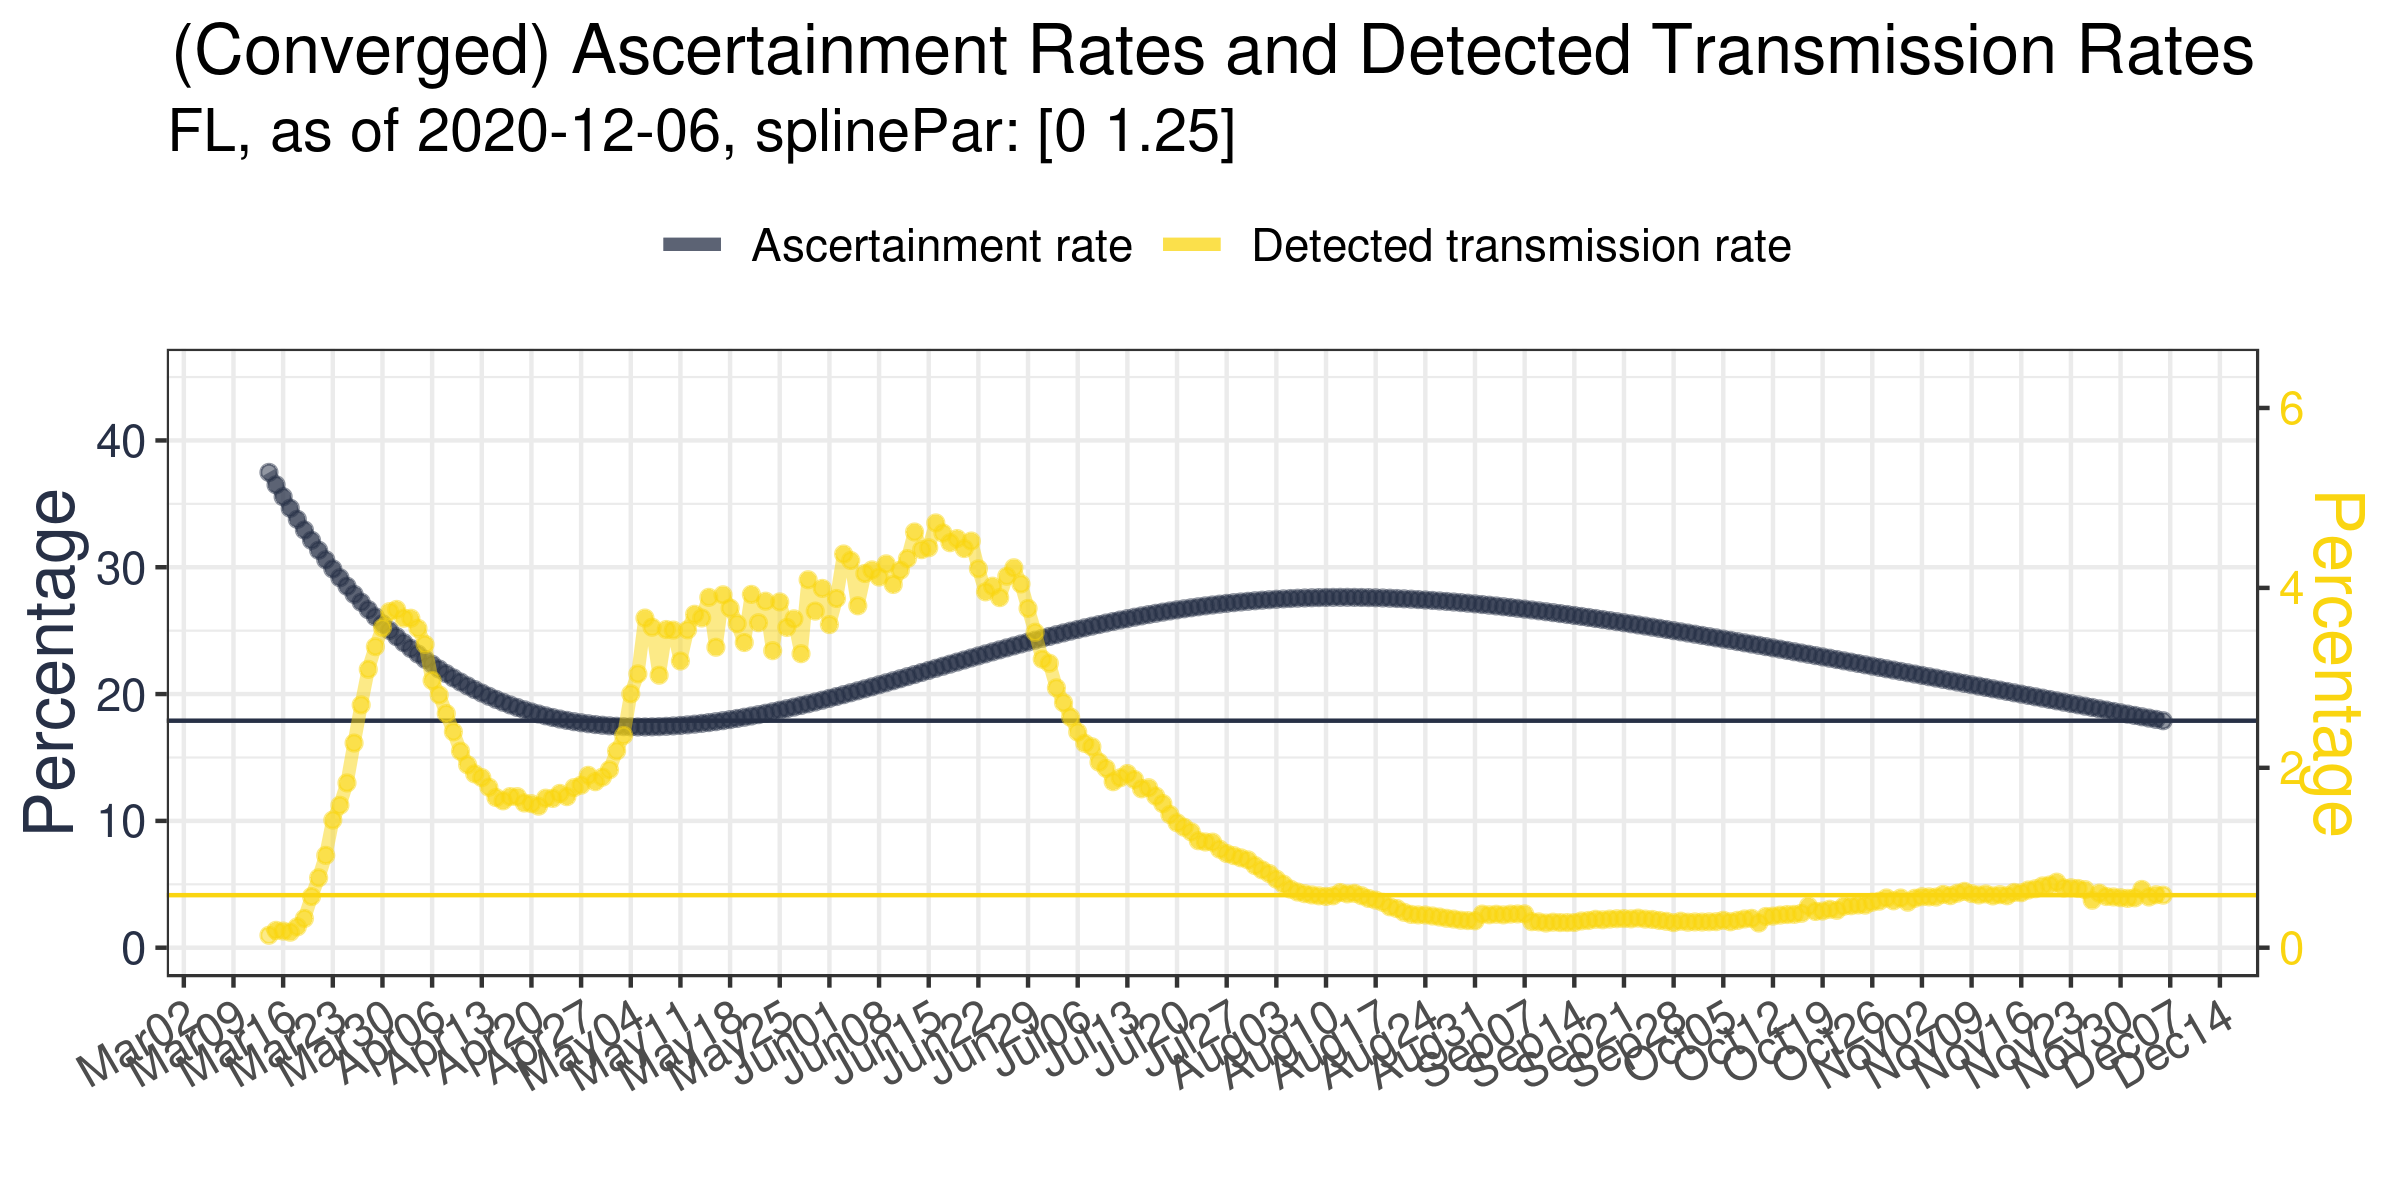 (Converged) Ascertainment Rates and Detected Transmission Rates
FL, as of 2020-12-06, splinePar: [0 1.25]
Ascertainment rate Detected transmission rate
Percentage
40
30
20
10
0
6
4
2
0
Percentage
Mar02 Mar09 Mar16 Mar23 Mar30 Apr06 Apr13 Apr20 Apr27 May04 May11 May18 May25 Jun01 Jun08 Jun15 Jun22 Jun29 Jul06 Jul13 Jul20 Jul27 Aug03 Aug10 Aug17 Aug24 Aug31 Sep07 Sep14 Sep21 Sep28 Oct05 Oct12 Oct19 Oct26 Nov02 Nov09 Nov16 Nov23 Nov30 Dec07 Dec14